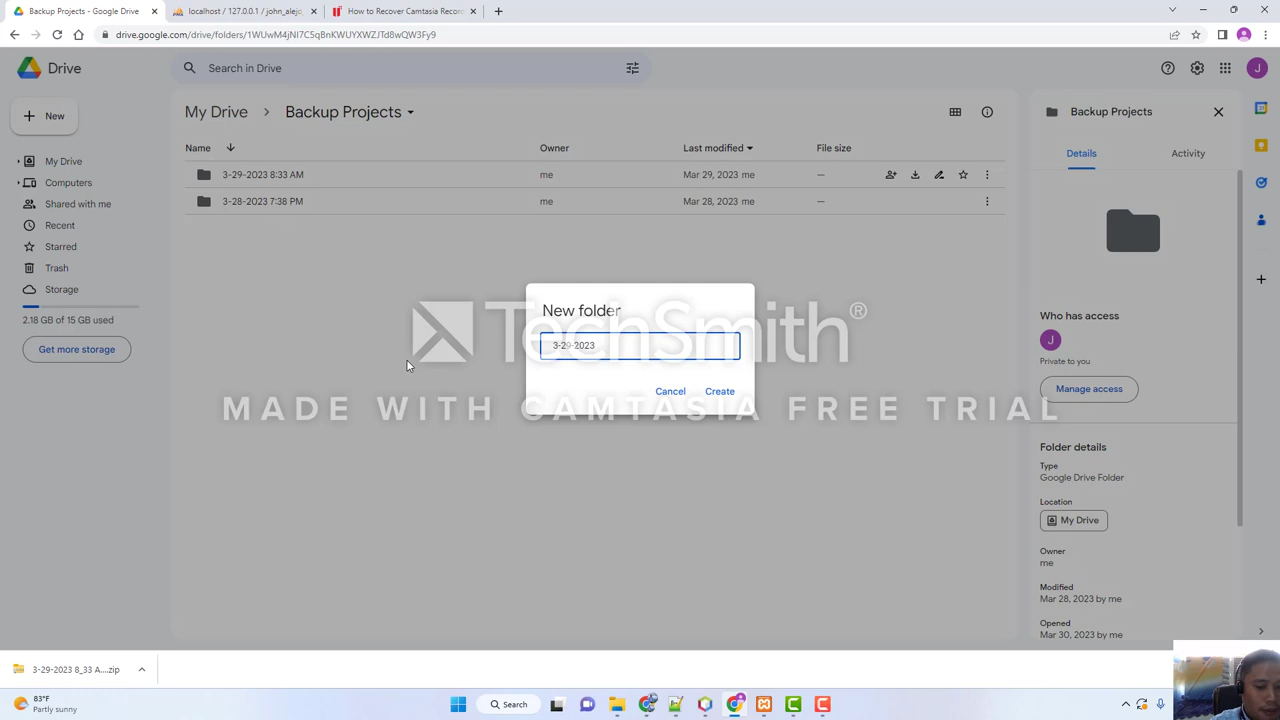 Backup Projects - Google Drive
localhost / 127.0.0.1 / john_alejo
How to Recover Camtasia Record
drive.google.com/drive/folders/1WUwM4jNI7C5qBnKWUYXWZJTd8wQW3Fy9
Drive
Search in Drive
J
New
My Drive
Computers
Shared with me
Recent
Starred
Trash
Storage
2.18 GB of 15 GB used
Get more storage
My Drive > Backup Projects
Name
Owner
Last modified
File size
3-29-2023 8:33 AM
me
Mar 29, 2023 me
—
3-28-2023 7:38 PM
me
Mar 28, 2023 me
—
New folder
3-29-2023
Cancel
Create
TechSmith®
MADE WITH CAMTASIA FREE TRIAL
Backup Projects
Details
Activity
Who has access
J
Private to you
Manage access
Folder details
Type
Google Drive Folder
Location
My Drive
Owner
me
Modified
Mar 28, 2023 by me
Opened
Mar 30, 2023 by me
3-29-2023 8_33 A....zip
83°F
Partly sunny
Search